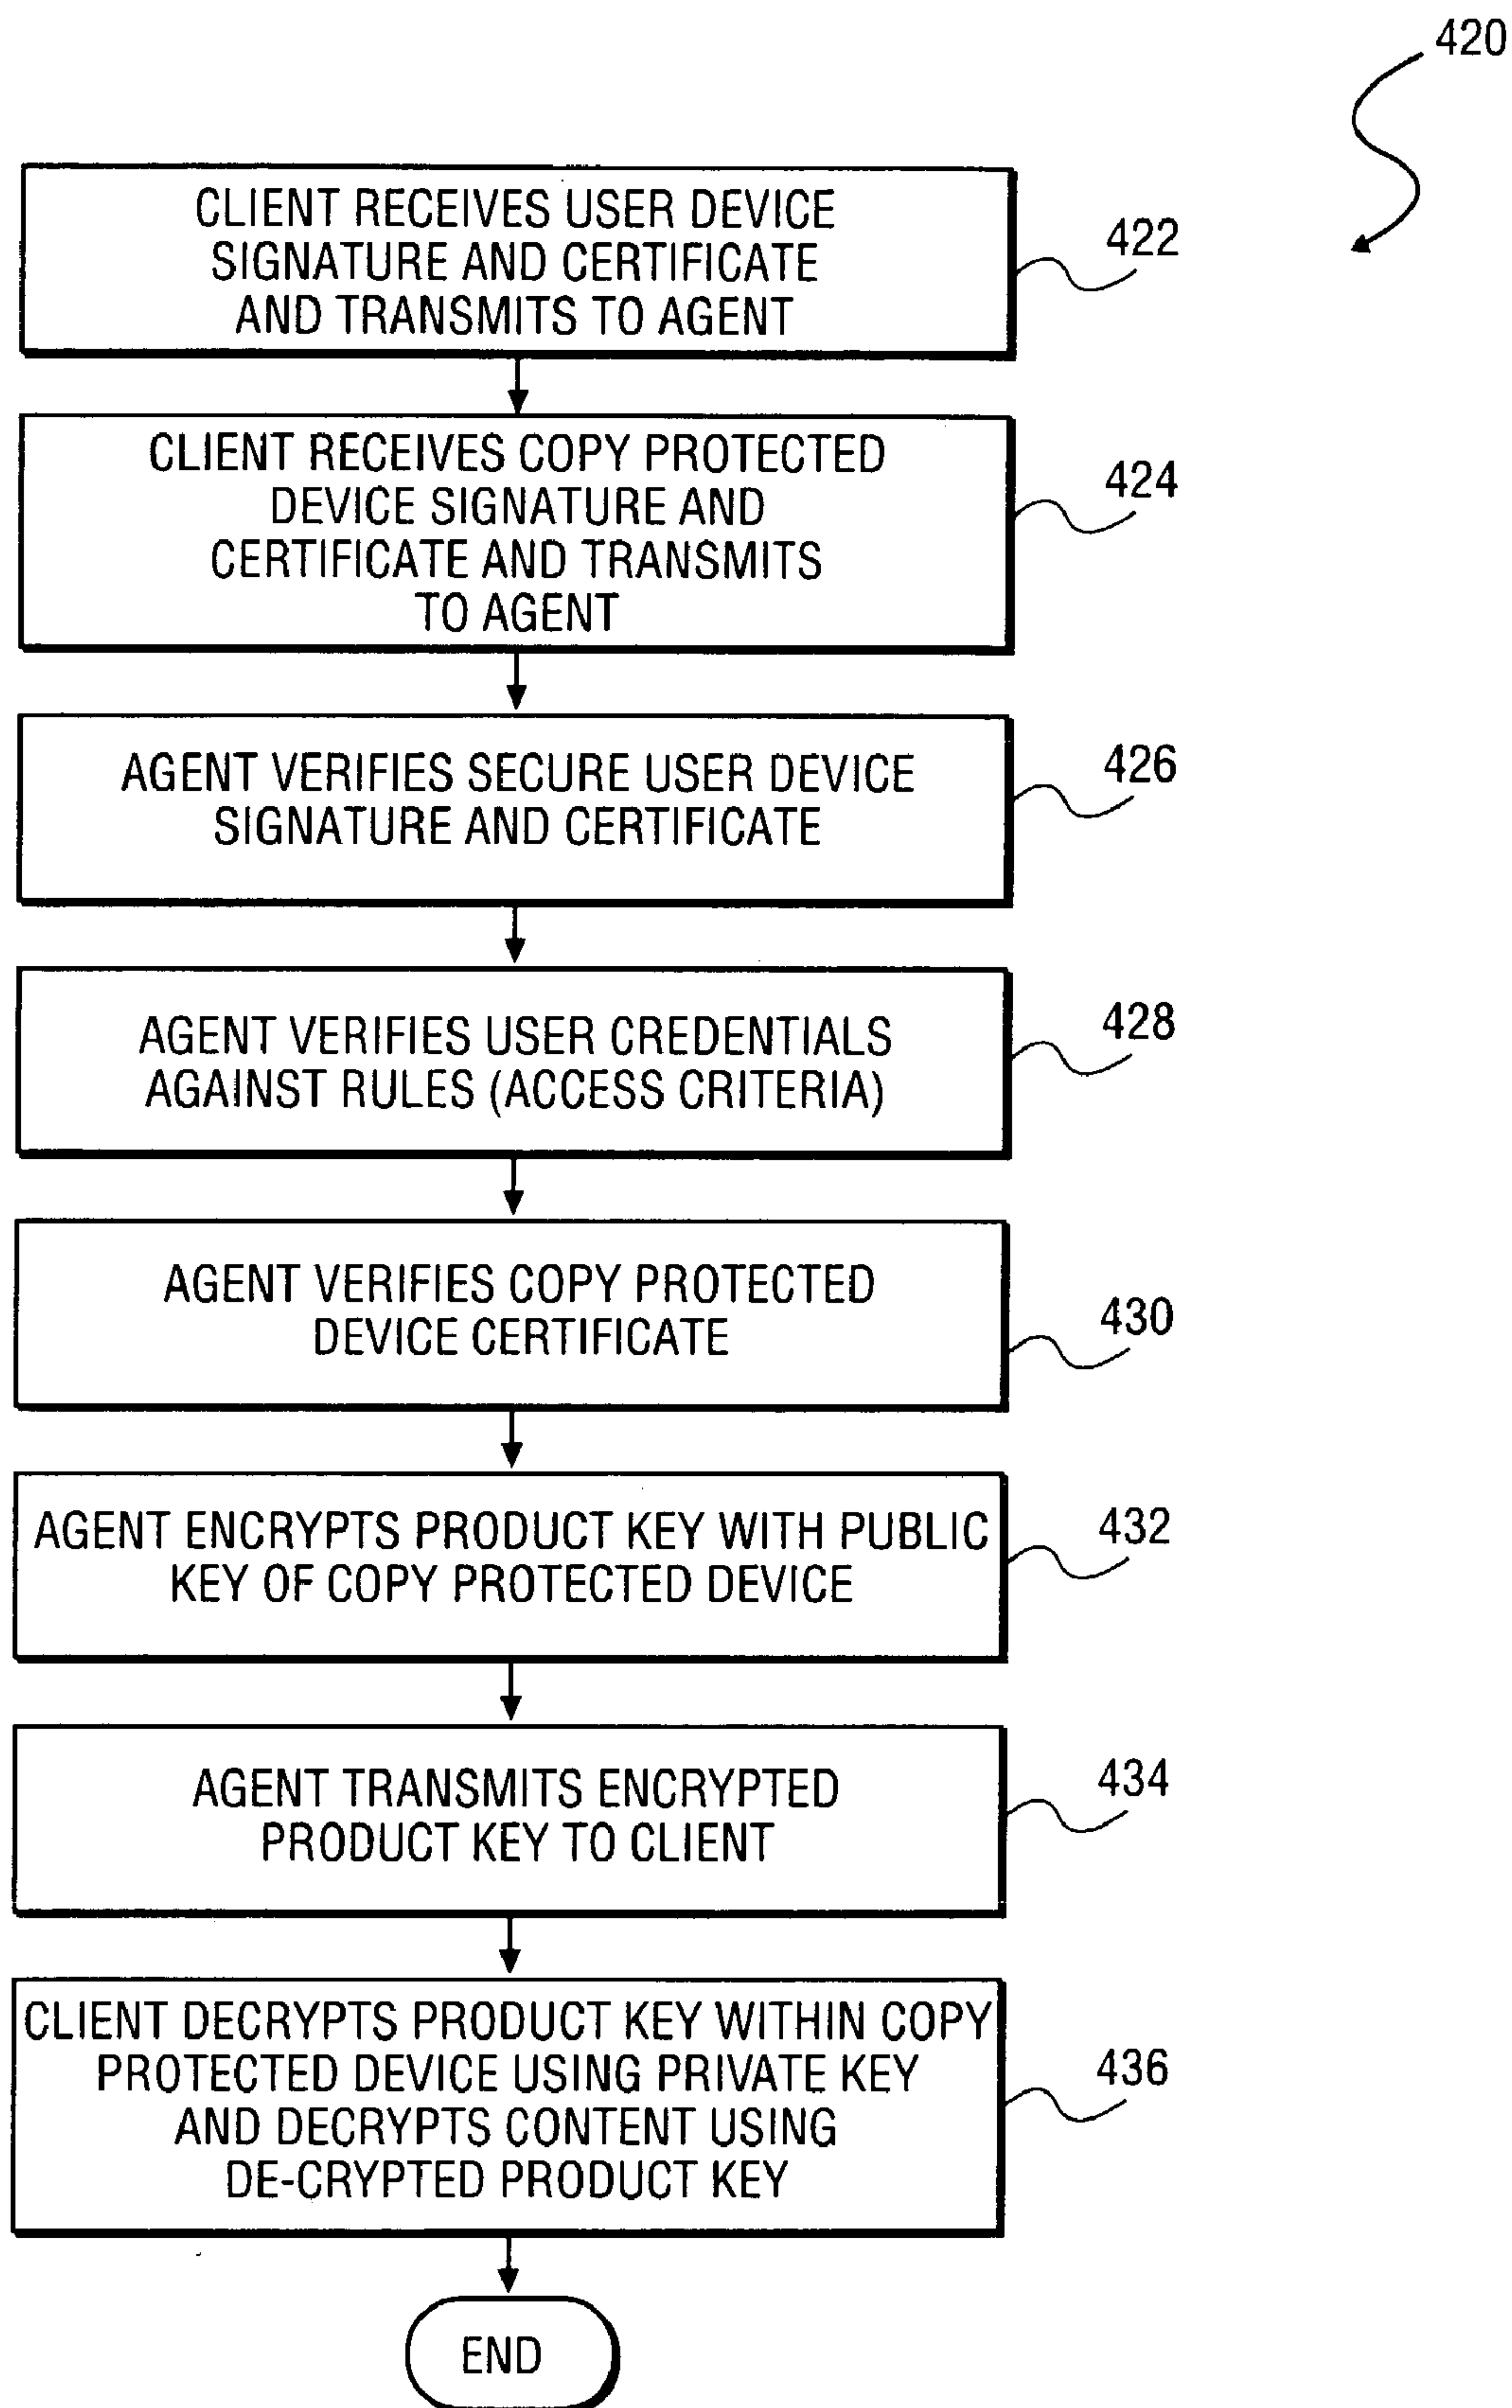 420
CLIENT RECEIVES USER DEVICE
SIGNATURE AND CERTIFICATE
AND TRANSMITS TO AGENT
422
CLIENT RECEIVES COPY PROTECTED
DEVICE SIGNATURE AND
CERTIFICATE AND TRANSMITS
TO AGENT
424
AGENT VERIFIES SECURE USER DEVICE
SIGNATURE AND CERTIFICATE
426
AGENT VERIFIES USER CREDENTIALS
AGAINST RULES (ACCESS CRITERIA)
428
AGENT VERIFIES COPY PROTECTED
DEVICE CERTIFICATE
430
AGENT ENCRYPTS PRODUCT KEY WITH PUBLIC
KEY OF COPY PROTECTED DEVICE
432
AGENT TRANSMITS ENCRYPTED
PRODUCT KEY TO CLIENT
434
CLIENT DECRYPTS PRODUCT KEY WITHIN COPY
PROTECTED DEVICE USING PRIVATE KEY
AND DECRYPTS CONTENT USING
DE-CRYPTED PRODUCT KEY
436
END